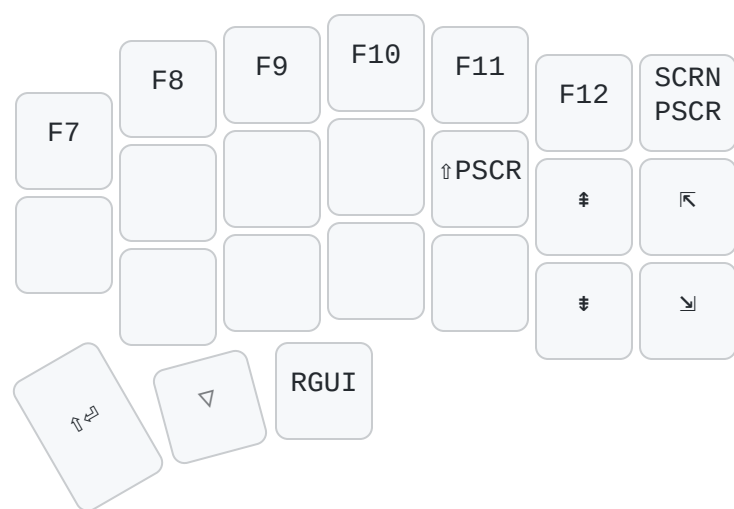 F7
F8
F9
F10
F11
F12
SCRN
PSCR
⇧PSCR
⇞
⇱
⇟
⇲
⇧⏎
▽
RGUI